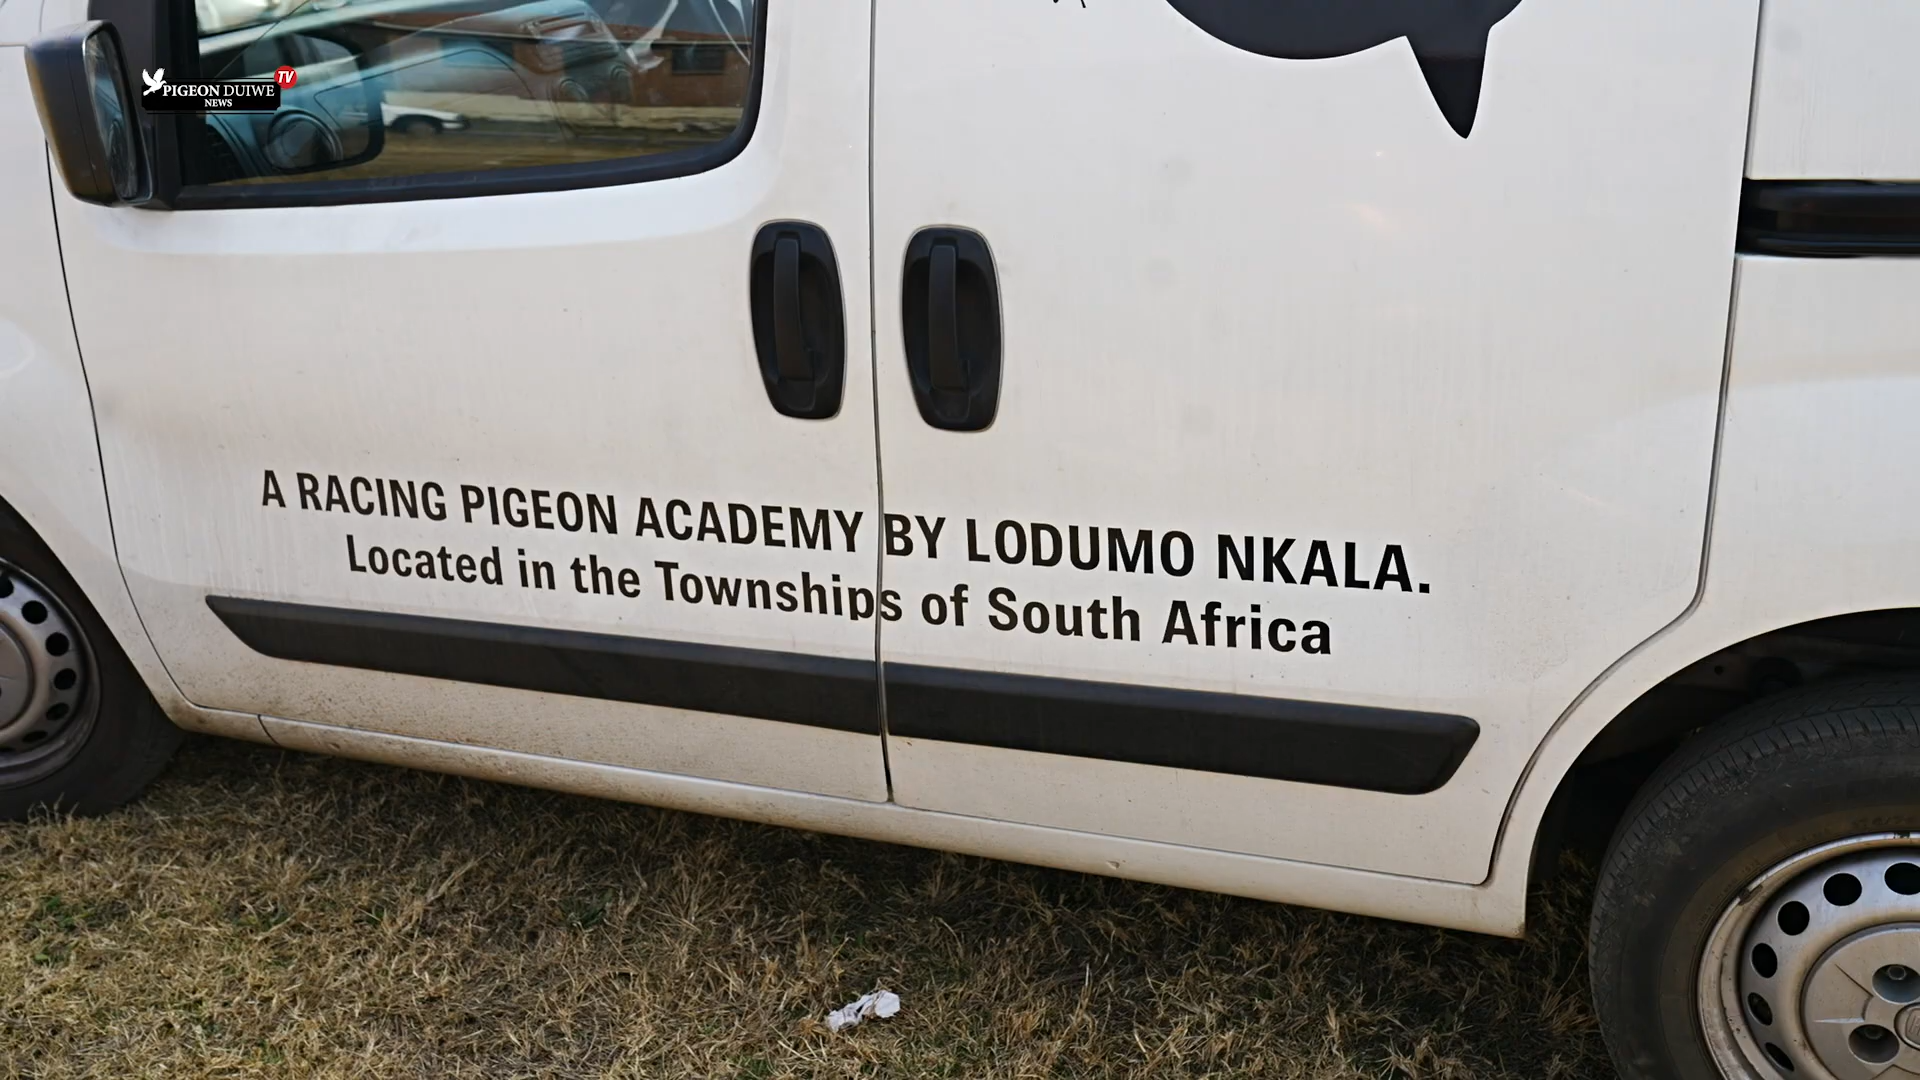 PIGEON DUIWE TV
NEWS
A RACING PIGEON ACADEMY BY LODUMO NKALA.
Located in the Townships of South Africa